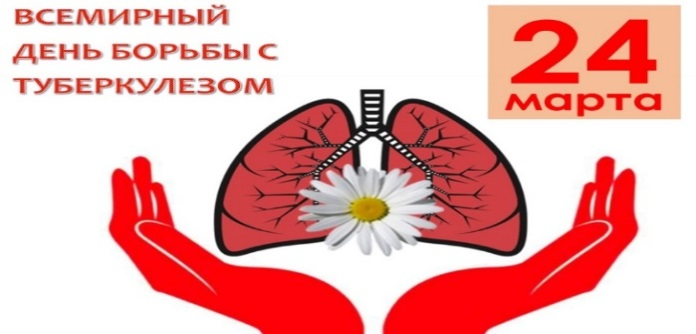 ВСЕМИРНЫЙ
ДЕНЬ БОРЬБЫ С
ТУБЕРКУЛЕЗОМ
24
марта